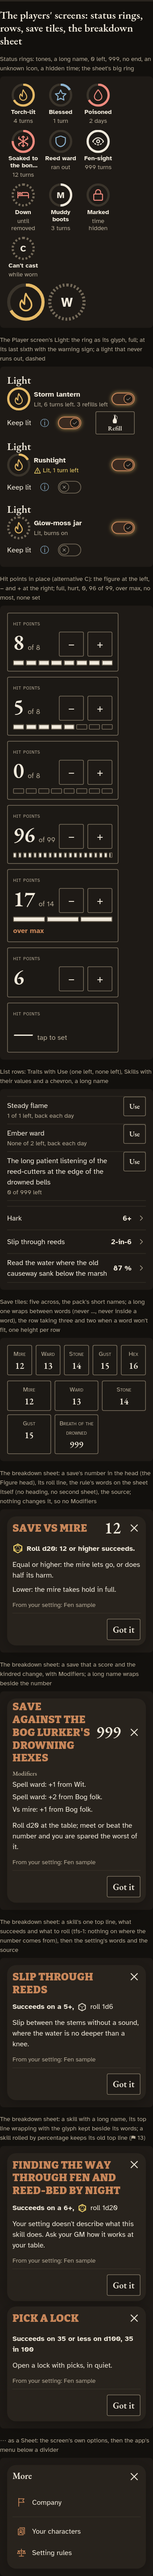 The players' screens: status rings,
rows, save tiles, the breakdown
sheet
Status rings: tones, a long name, 0 left, 999, no end, an
unknown icon, a hidden time; the sheet's big ring
Torch-lit
4 turns
Blessed
1 turn
Poisoned
2 days
Soaked to
the bon…
12 turns
Reed ward
ran out
Fen-sight
999 turns
Down
until
removed
M
Muddy
boots
3 turns
Marked
time
hidden
C
Can't cast
while worn
W
The Player screen's Light: the ring as its glyph, full; at
its last sixth with the warning sign; a light that never
runs out, dashed
Light
Storm lantern
Lit, 6 turns left, 3 refills left
Keep lit
Refill
Light
Rushlight
Lit, 1 turn left
Keep lit
Light
Glow-moss jar
Lit, burns on
Keep lit
Hit points in place (alternative C): the figure at the left,
− and + at the right; full, hurt, 0, 96 of 99, over max, no
most, none set
HIT POINTS
8 of 8
− +
HIT POINTS
5 of 8
− +
HIT POINTS
0 of 8
− +
HIT POINTS
96 of 99
− +
HIT POINTS
17 of 14
− +
over max
HIT POINTS
6
− +
HIT POINTS
— tap to set
List rows: Traits with Use (one left, none left), Skills with
their values and a chevron, a long name
Steady flame
1 of 1 left, back each day
Use
Ember ward
None of 2 left, back each day
Use
The long patient listening of the
reed-cutters at the edge of the
drowned bells
0 of 999 left
Use
Hark 6+
Slip through reeds 2-in-6
Read the water where the old
causeway sank below the marsh
87 %
Save tiles: five across, the pack's short names; a long
one wraps between words (never inside a
word), the row taking three and two when a word won't
fit, one height per row
MIRE WARD STONE GUST HEX
12 13 14 15 16
MIRE WARD STONE
12 13 14
GUST BREATH OF THE
DROWNED
15 999
The breakdown sheet: a save's number in the head (the
Figure head), its roll line, the rule's words on the sheet
itself (no heading, no second sheet), the source;
nothing changes it, so no Modifiers
SAVE VS MIRE 12
Roll d20: 12 or higher succeeds.
Equal or higher: the mire lets go, or does
half its harm.
Lower: the mire takes hold in full.
From your setting: Fen sample
Got it
The breakdown sheet: a save that a score and the
kindred change, with Modifiers; a long name wraps
beside the number
SAVE
AGAINST THE
BOG LURKER'S
DROWNING
HEXES
999
Modifiers
Spell ward: +1 from Wit.
Spell ward: +2 from Bog folk.
Vs mire: +1 from Bog folk.
Roll d20 at the table; meet or beat the
number and you are spared the worst of
it.
From your setting: Fen sample
Got it
The breakdown sheet: a skill's one top line, what
succeeds and what to roll (ifs-1: nothing on where the
number comes from), then the setting's words and the
source
SLIP THROUGH
REEDS
Succeeds on a 5+, roll 1d6
Slip between the stems without a sound,
where the water is no deeper than a
knee.
From your setting: Fen sample
Got it
The breakdown sheet: a skill with a long name, its top
line wrapping with the glyph kept beside its words; a
FINDING THE WAY
THROUGH FEN AND
REED-BED BY NIGHT
Succeeds on a 6+, roll 1d20
Your setting doesn't describe what this
skill does. Ask your GM how it works at
your table.
From your setting: Fen sample
Got it
PICK A LOCK
Succeeds on 35 or less on d100, 35
in 100
Open a lock with picks, in quiet.
From your setting: Fen sample
Got it
··· as a Sheet: the screen's own options, then the app's
menu below a divider
More
Company
Your characters
Setting rules